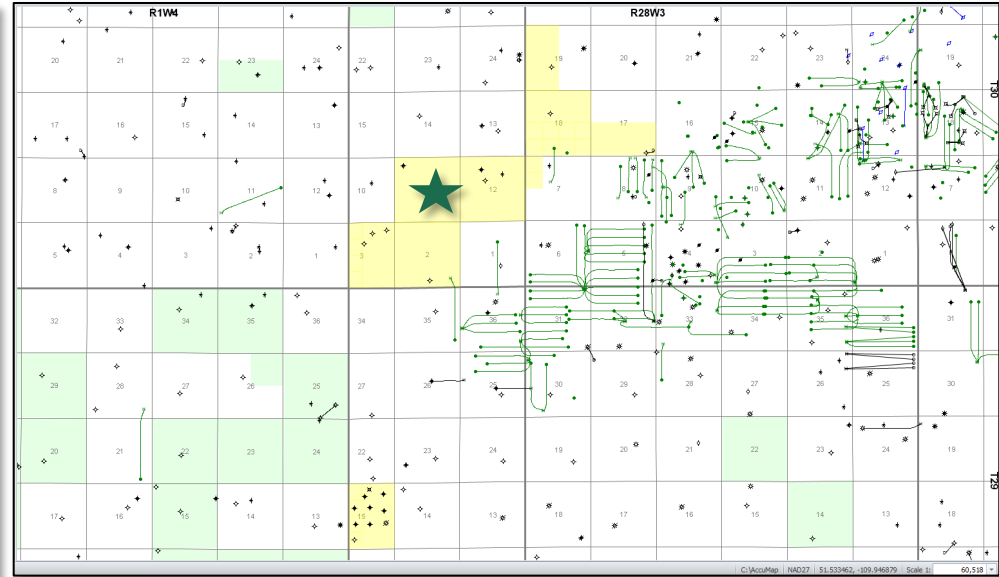 R1W4 R28W3
20 21 22 23 24 22 23 24 19 20 21 22 23 24 19
T30
17 16 15 14 13 15 14 13 18 17 16 15 14 13
8 9 10 11 12 10 12 7 8 9 10 11 12 7
5 4 3 2 1 3 2 1 6 5 4 3 2 1
32 33 34 35 36 34 35 36 31 32 33 34 35 36 31
29 28 27 26 25 27 26 25 30 29 28 27 26 25 30
20 21 22 23 24 22 23 24 19 20 21 22 23 24 19
T29
17 16 15 14 13 15 14 13 18 17 16 15 14 13 18
C:\AccuMap NAD27 51.533462, -109.946879 Scale 1: 60,518